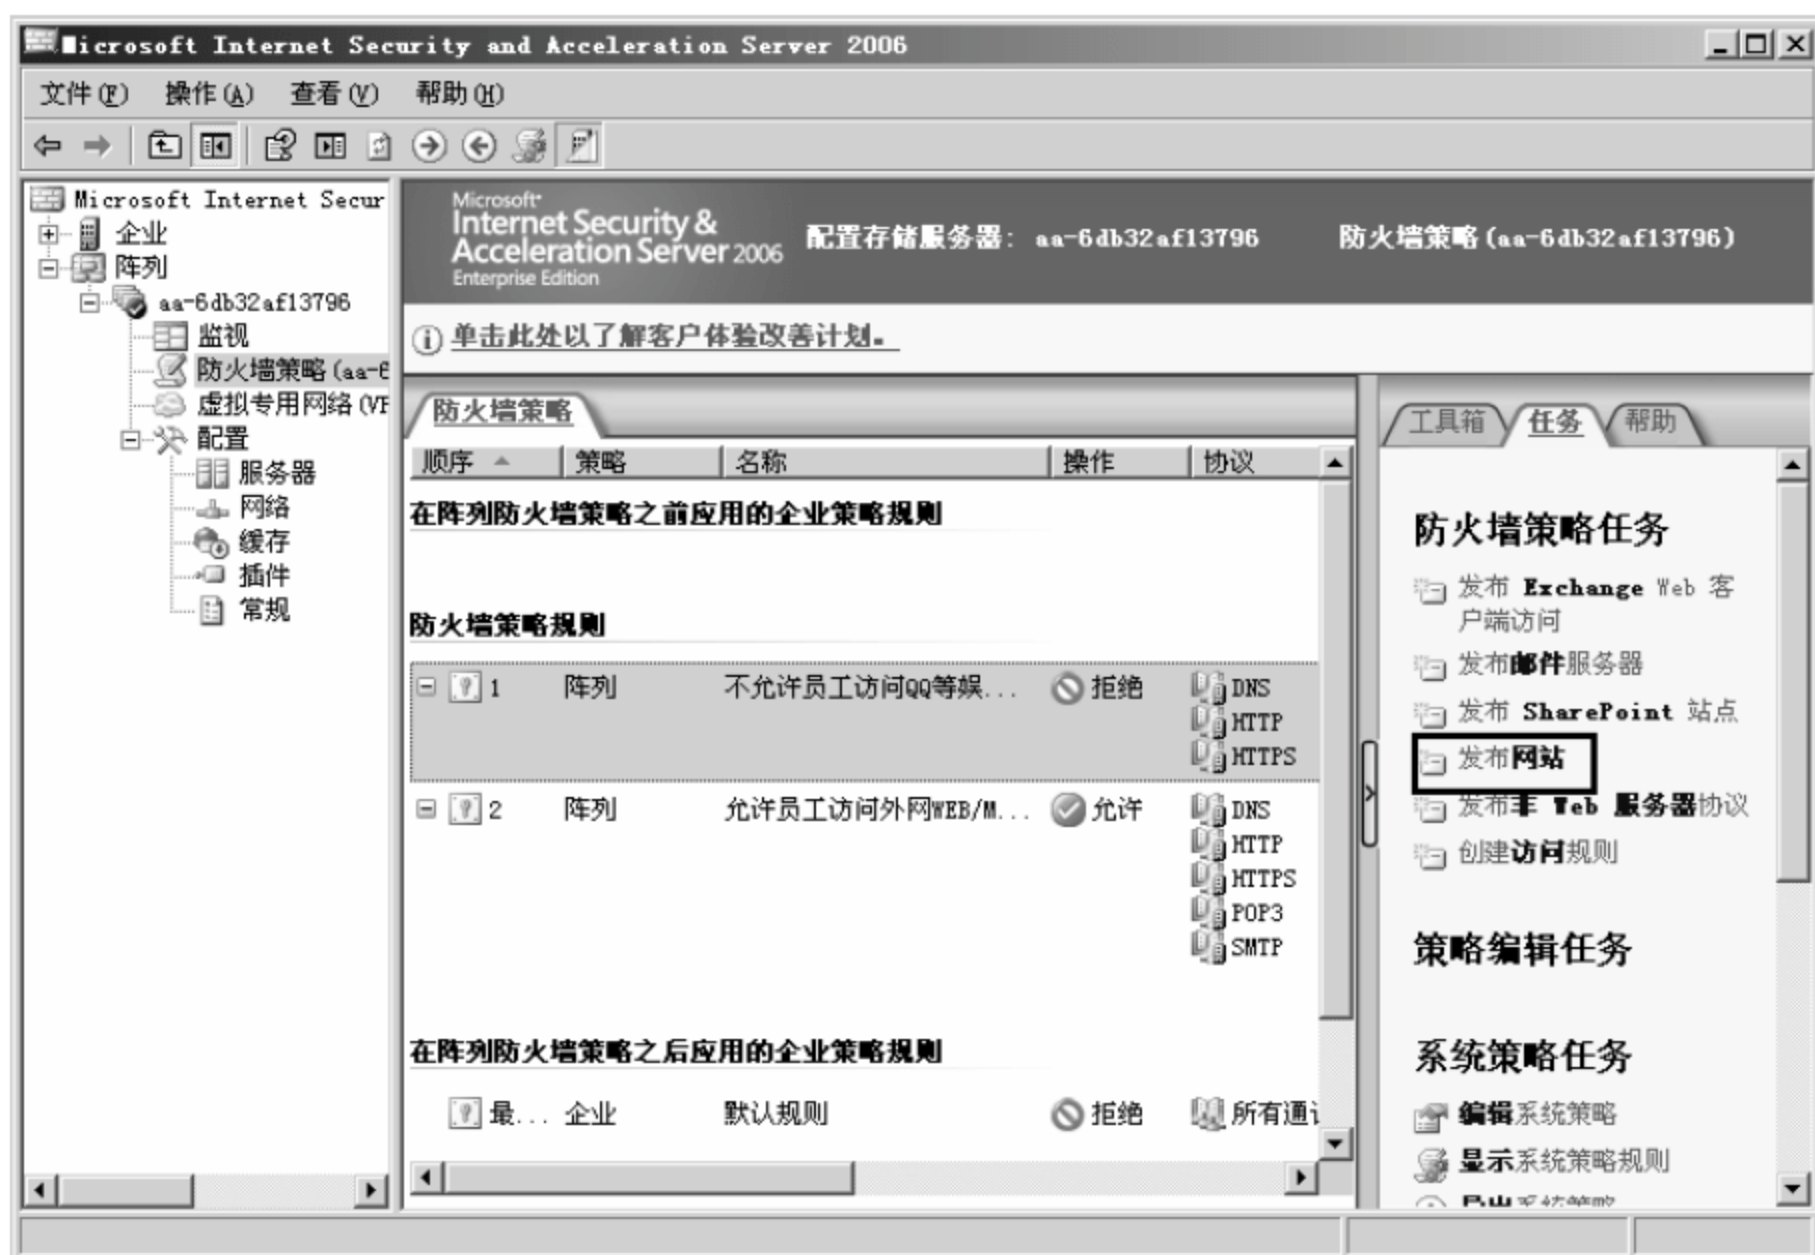 Microsoft Internet Security and Acceleration Server 2006
文件(F) 操作(A) 查看(V) 帮助(H)
Microsoft Internet Secur
企业
阵列
aa-6db32af13796
监视
防火墙策略(aa-6
虚拟专用网络(VP
配置
服务器
网络
缓存
插件
常规
Microsoft
Internet Security &
Acceleration Server 2006
Enterprise Edition
配置存储服务器: aa-6db32af13796
防火墙策略(aa-6db32af13796)
单击此处以了解客户体验改善计划。
防火墙策略
顺序 策略 名称 操作 协议
在阵列防火墙策略之前应用的企业策略规则
防火墙策略规则
1 阵列 不允许员工访问QQ等娱... 拒绝 DNS
HTTP
HTTPS
2 阵列 允许员工访问外网WEB/M... 允许 DNS
HTTP
HTTPS
POP3
SMTP
在阵列防火墙策略之后应用的企业策略规则
最... 企业 默认规则 拒绝 所有通
工具箱 任务 帮助
防火墙策略任务
发布 Exchange Web 客
户端访问
发布邮件服务器
发布 SharePoint 站点
发布网站
发布非 Web 服务器协议
创建访问规则
策略编辑任务
系统策略任务
编辑系统策略
显示系统策略规则